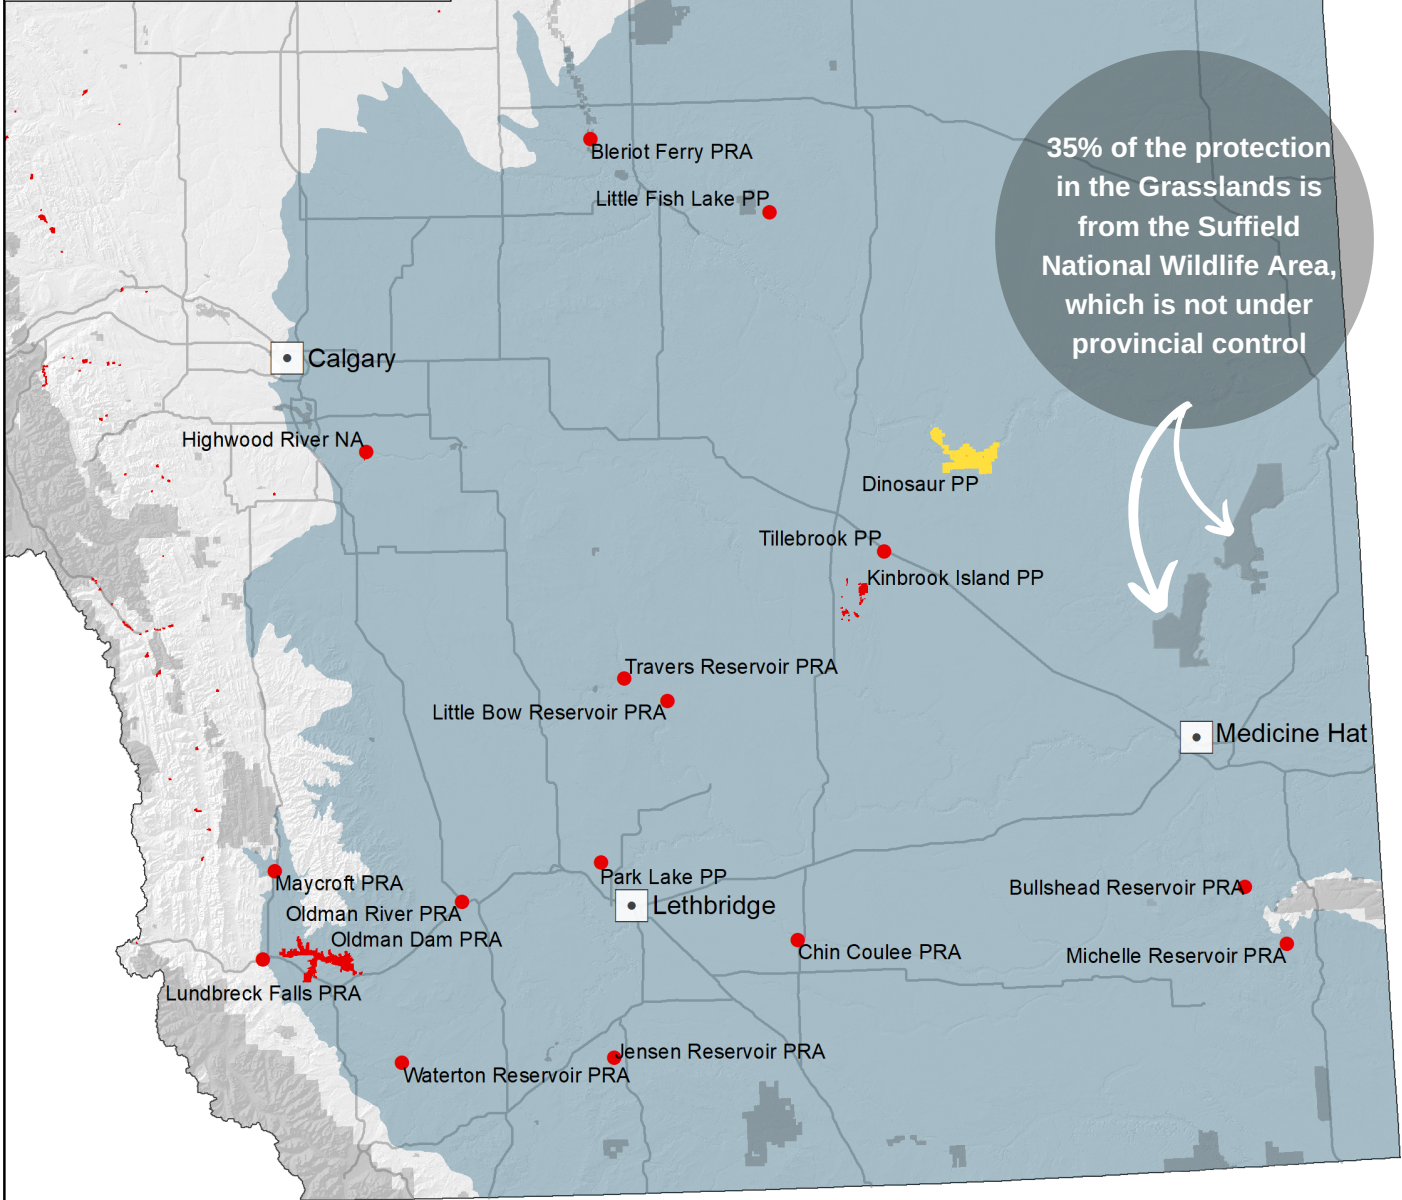 Bleriot Ferry PRA
35% of the protection
in the Grasslands is
from the Suffield
National Wildlife Area,
which is not under
provincial control
Little Fish Lake PP
Calgary
Highwood River NA
Dinosaur PP
Tillebrook PP
Kinbrook Island PP
Travers Reservoir PRA
Little Bow Reservoir PRA
Medicine Hat
Park Lake PP
Maycroft PRA
Bullshead Reservoir PRA
Lethbridge
Oldman River PRA
Oldman Dam PRA
Chin Coulee PRA
Michelle Reservoir PRA
Lundbreck Falls PRA
Jensen Reservoir PRA
Waterton Reservoir PRA